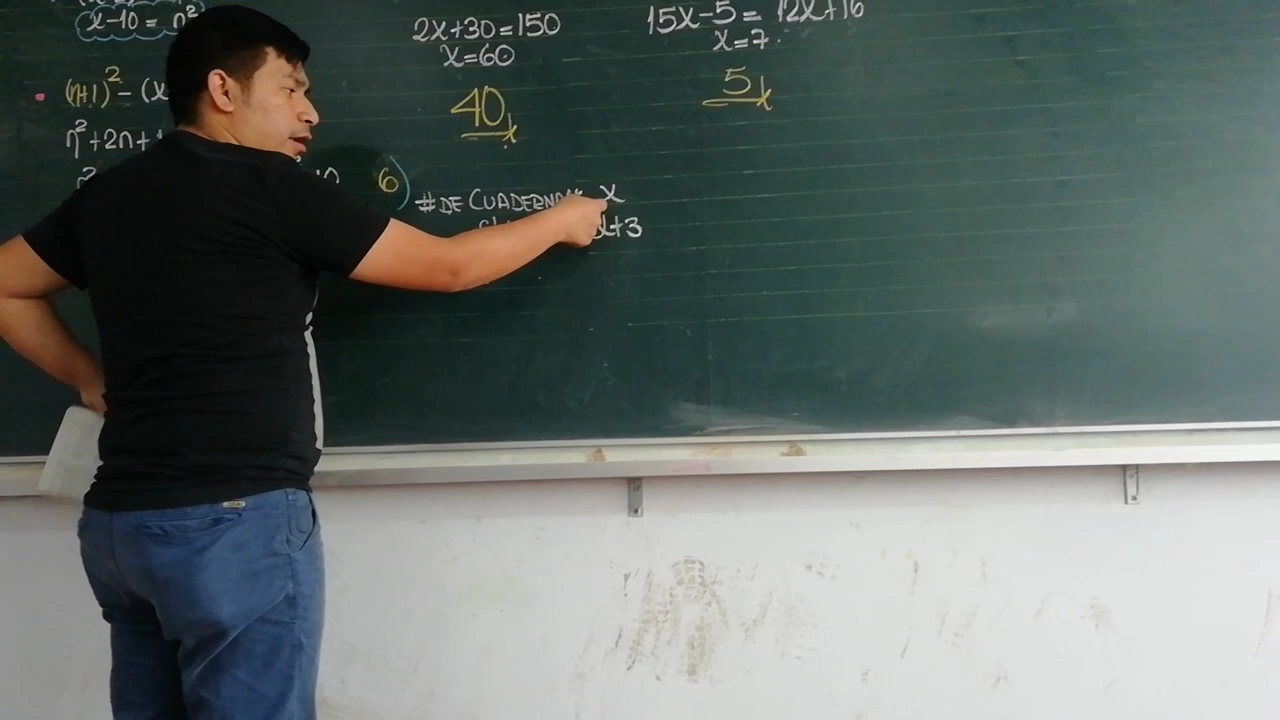 x-10 = n²
(n+1)² - (x
n²+2n+
2x+30=150
x=60
40
15x-5= 12x+16
x=7.
5
6)
#DE CUADERNOS x
x+3